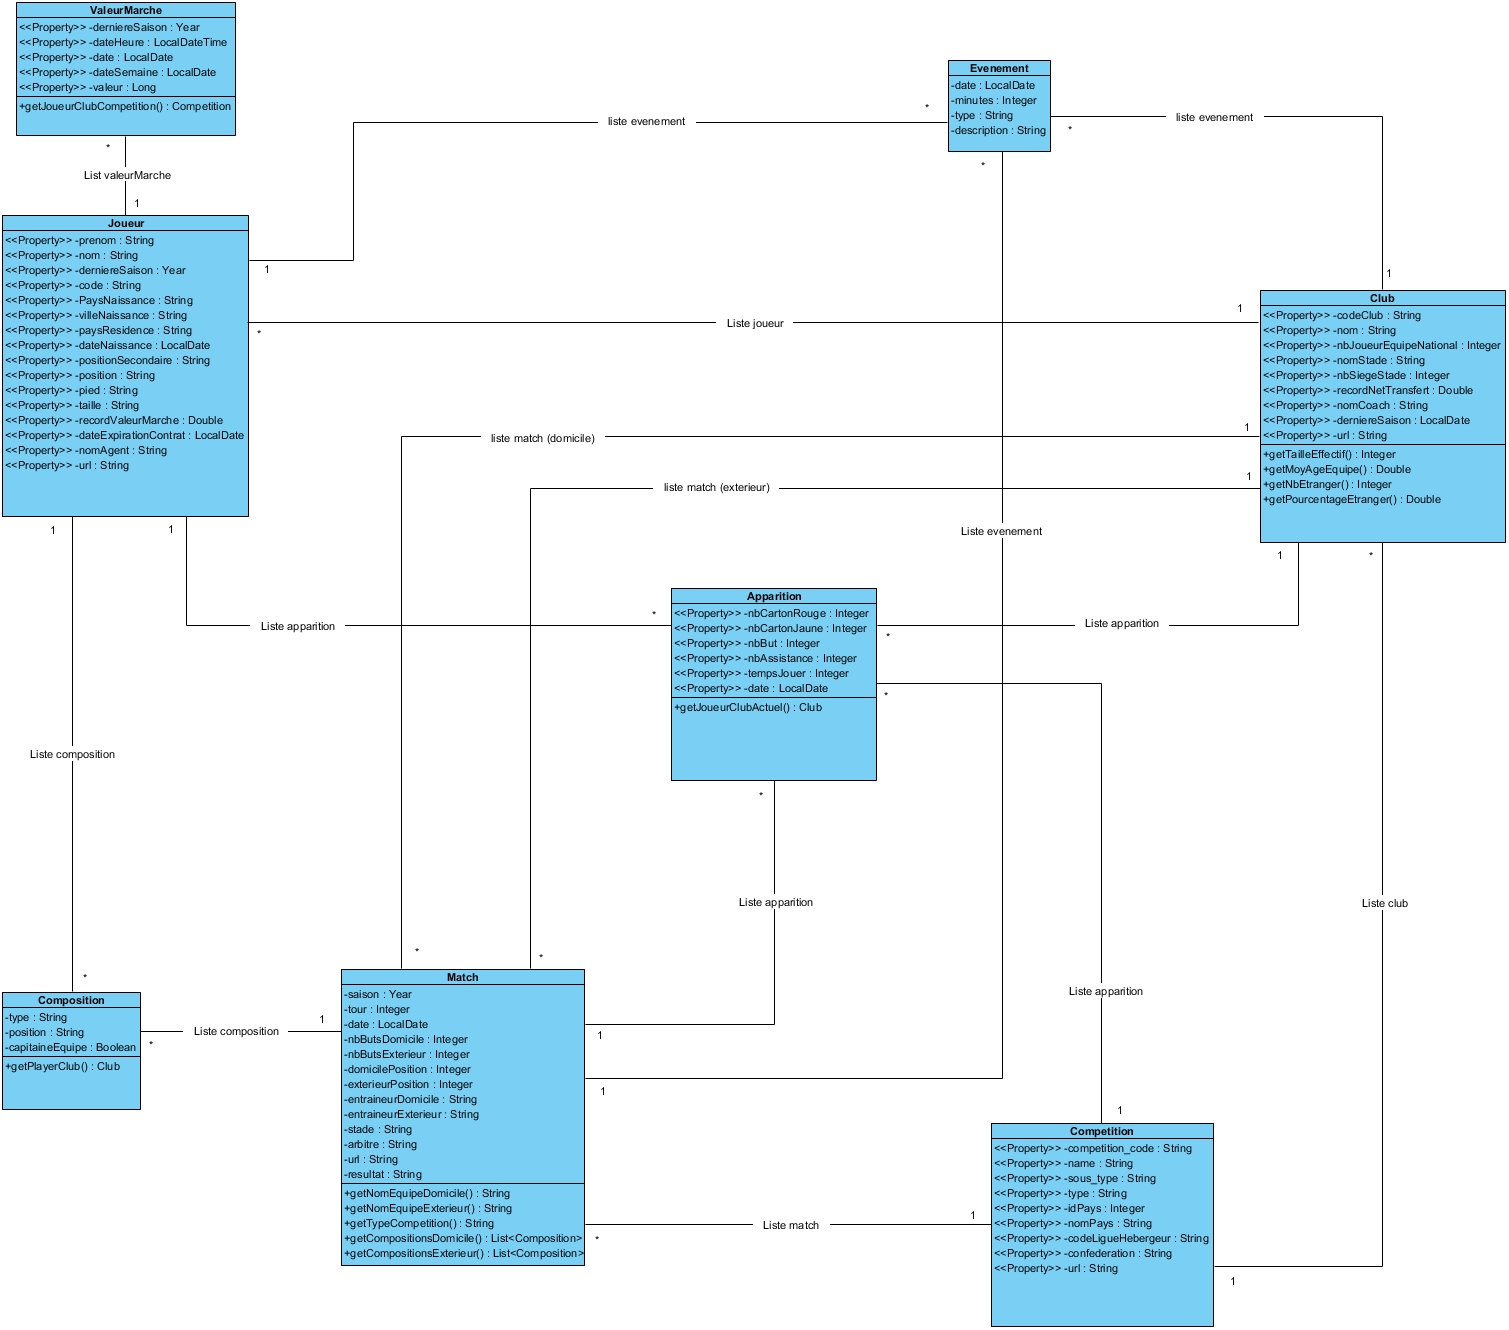 ValeurMarche
<<Property>> -derniereSaison : Year
<<Property>> -dateHeure : LocalDateTime
<<Property>> -date : LocalDate
<<Property>> -dateSemaine : LocalDate
<<Property>> -valeur : Long
+getJoueurClubCompetition() : Competition
*
List valeurMarche
1
Evenement
-date : LocalDate
-minutes : Integer
-type : String
-description : String
*
liste evenement
1
*
liste evenement
1
*
Liste evenement
1
Joueur
<<Property>> -prenom : String
<<Property>> -nom : String
<<Property>> -derniereSaison : Year
<<Property>> -code : String
<<Property>> -PaysNaissance : String
<<Property>> -villeNaissance : String
<<Property>> -paysResidence : String
<<Property>> -dateNaissance : LocalDate
<<Property>> -positionSecondaire : String
<<Property>> -position : String
<<Property>> -pied : String
<<Property>> -taille : String
<<Property>> -recordValeurMarche : Double
<<Property>> -dateExpirationContrat : LocalDate
<<Property>> -nomAgent : String
<<Property>> -url : String
*
Liste joueur
1
Club
<<Property>> -codeClub : String
<<Property>> -nom : String
<<Property>> -nbJoueurEquipeNational : Integer
<<Property>> -nomStade : String
<<Property>> -nbSiegeStade : Integer
<<Property>> -recordNetTransfert : Double
<<Property>> -nomCoach : String
<<Property>> -derniereSaison : LocalDate
<<Property>> -url : String
+getTailleEffectif() : Integer
+getMoyAgeEquipe() : Double
+getNbEtranger() : Integer
+getPourcentageEtranger() : Double
liste match (domicile)
1
*
liste match (exterieur)
1
*
1
Liste apparition
*
Apparition
<<Property>> -nbCartonRouge : Integer
<<Property>> -nbCartonJaune : Integer
<<Property>> -nbBut : Integer
<<Property>> -nbAssistance : Integer
<<Property>> -tempsJouer : Integer
<<Property>> -date : LocalDate
+getJoueurClubActuel() : Club
1
Liste apparition
*
*
Liste apparition
1
*
Liste apparition
1
*
Liste club
1
1
Liste composition
*
Composition
-type : String
-position : String
-capitaineEquipe : Boolean
+getPlayerClub() : Club
*
Liste composition
1
Match
-saison : Year
-tour : Integer
-date : LocalDate
-nbButsDomicile : Integer
-nbButsExterieur : Integer
-domicilePosition : Integer
-exterieurPosition : Integer
-entraineurDomicile : String
-entraineurExterieur : String
-stade : String
-arbitre : String
-url : String
-resultat : String
+getNomEquipeDomicile() : String
+getNomEquipeExterieur() : String
+getTypeCompetition() : String
+getCompositionsDomicile() : List<Composition>
+getCompositionsExterieur() : List<Composition>
*
Liste match
1
Competition
<<Property>> -competition_code : String
<<Property>> -name : String
<<Property>> -sous_type : String
<<Property>> -type : String
<<Property>> -idPays : Integer
<<Property>> -nomPays : String
<<Property>> -codeLigueHebergeur : String
<<Property>> -confederation : String
<<Property>> -url : String